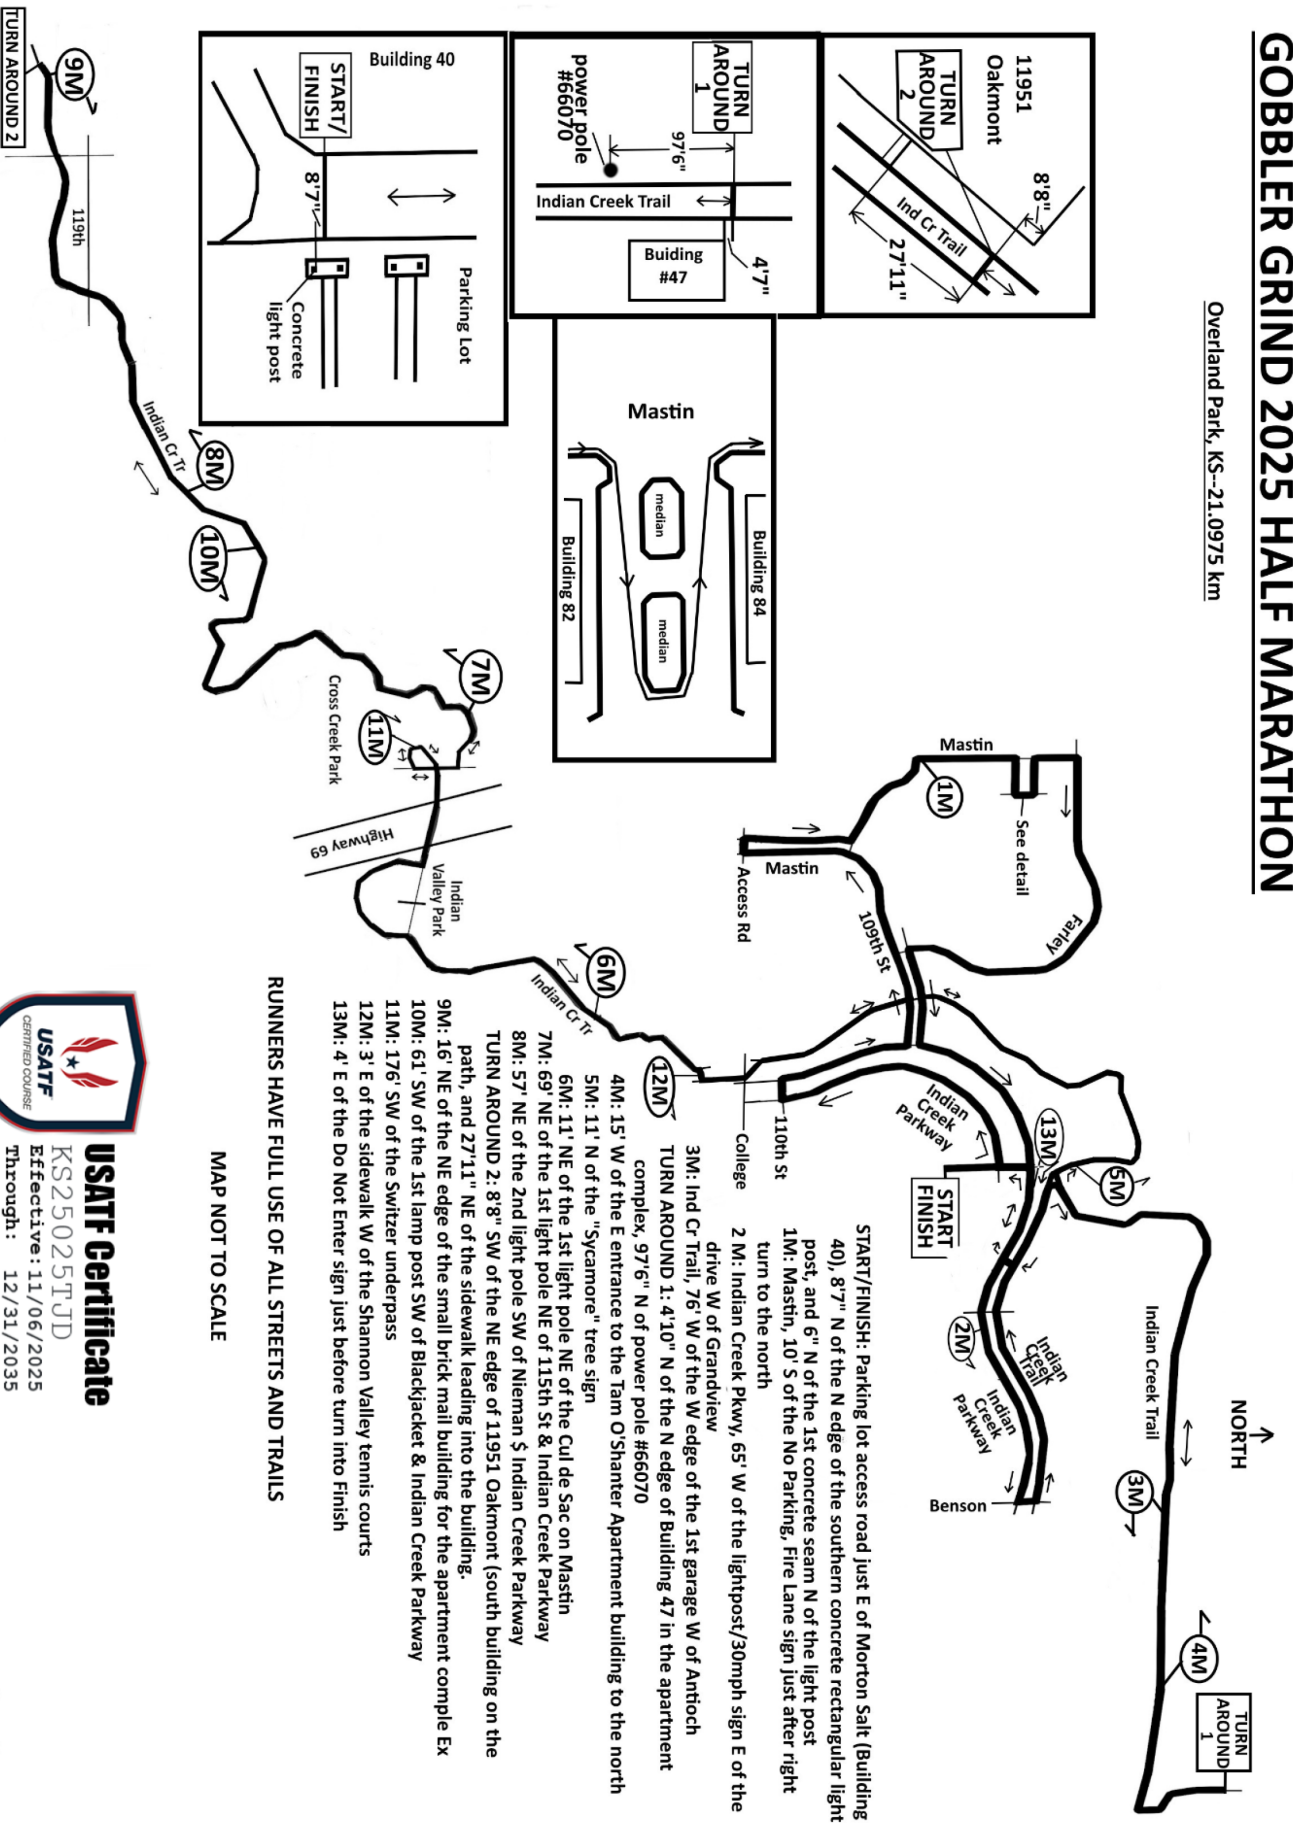 GOBBLER GRIND 2025 HALF MARATHON
Overland Park, KS--21.0975 km
11951
Oakmont
TURN
AROUND
2
8'8"
Ind Cr Trail
27'11"
TURN
AROUND
1
power pole
#66070
97'6"
Indian Creek Trail
4'7"
Buiding
#47
Building 40
START/
FINISH
8'7"
Parking Lot
Concrete
light post
Mastin
median
median
Building 84
Building 82
TURN AROUND 2
9M
119th
Indian Cr Tr
8M
10M
7M
11M
Cross Creek Park
Highway 69
Indian
Valley Park
6M
Indian Cr Tr
12M
College
110th St
Mastin
1M
See detail
Mastin
Access Rd
109th St
Farley
Indian
Creek
Parkway
13M
5M
START
FINISH
2M
Indian
Creek
Trail
Indian
Creek
Parkway
Benson
Indian Creek Trail
3M
4M
TURN
AROUND
1
NORTH
START/FINISH: Parking lot access road just E of Morton Salt (Building
40), 8'7" N of the N edge of the southern concrete rectangular light
post, and 6" N of the 1st concrete seam N of the light post
1M: Mastin, 10' S of the No Parking, Fire Lane sign just after right
turn to the north
2 M: Indian Creek Pkwy, 65' W of the lightpost/30mph sign E of the
drive W of Grandview
3M: Ind Cr Trail, 76' W of the W edge of the 1st garage W of Antioch
TURN AROUND 1: 4'10" N of the N edge of Building 47 in the apartment
complex, 97'6" N of power pole #66070
4M: 15' W of the E entrance to the Tam O'Shanter Apartment building to the north
5M: 11' N of the "Sycamore" tree sign
6M: 11' NE of the 1st light pole NE of the Cul de Sac on Mastin
7M: 69' NE of the 1st light pole NE of 115th St & Indian Creek Parkway
8M: 57' NE of the 2nd light pole SW of Nieman $ Indian Creek Parkway
TURN AROUND 2: 8'8" SW of the NE edge of 11951 Oakmont (south building on the
path, and 27'11" NE of the sidewalk leading into the building.
9M: 16' NE of the NE edge of the small brick mail building for the apartment comple Ex
10M: 61' SW of the 1st lamp post SW of Blackjacket & Indian Creek Parkway
11M: 176' SW of the Switzer underpass
12M: 3' E of the sidewalk W of the Shannon Valley tennis courts
13M: 4' E of the Do Not Enter sign just before turn into Finish
RUNNERS HAVE FULL USE OF ALL STREETS AND TRAILS
MAP NOT TO SCALE
USATF
CERTIFIED COURSE
USATF Certificate
KS25025TJD
Effective: 11/06/2025
Through: 12/31/2035